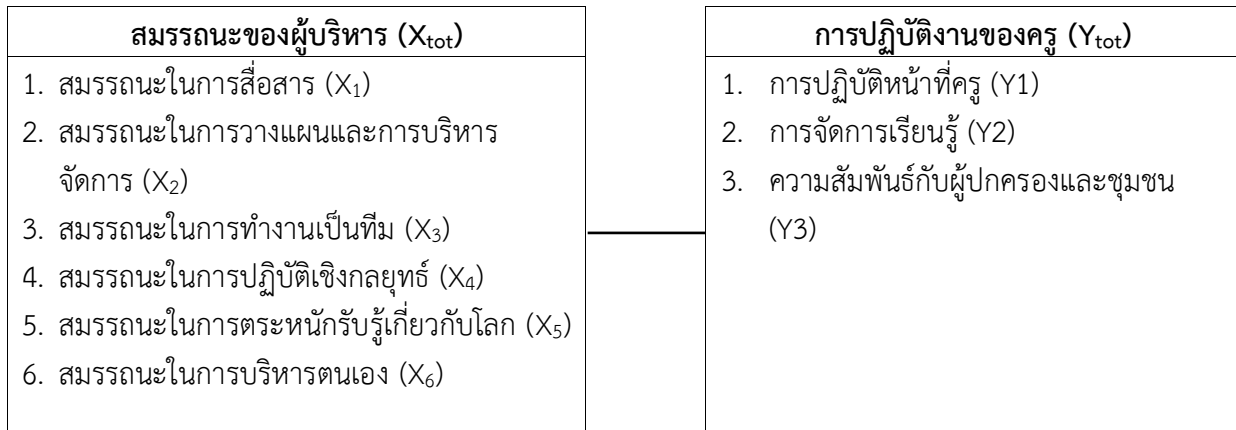 สมรรถนะของผู้บริหาร (Xtot)
1. สมรรถนะในการสื่อสาร (X1)
2. สมรรถนะในการวางแผนและการบริหาร
จัดการ (X2)
3. สมรรถนะในการทำงานเป็นทีม (X3)
4. สมรรถนะในการปฏิบัติเชิงกลยุทธ์ (X4)
5. สมรรถนะในการตระหนักรับรู้เกี่ยวกับโลก (X5)
6. สมรรถนะในการบริหารตนเอง (X6)
การปฏิบัติงานของครู (Ytot)
1. การปฏิบัติหน้าที่ครู (Y1)
2. การจัดการเรียนรู้ (Y2)
3. ความสัมพันธ์กับผู้ปกครองและชุมชน
(Y3)